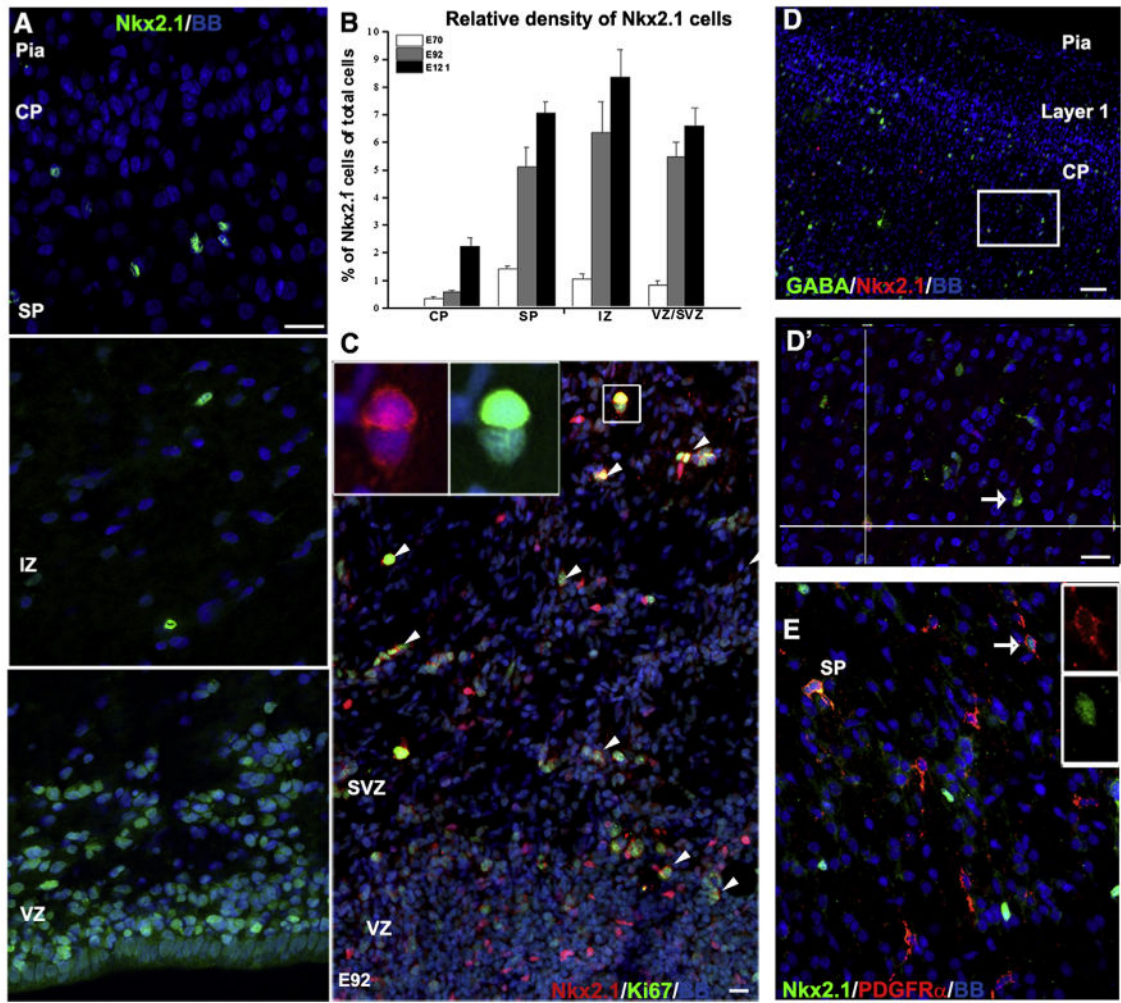 A
Nkx2.1/BB
Pia
CP
SP
IZ
VZ
B
Relative density of Nkx2.1 cells
% of Nkx2.1 cells of total cells
10
9
8
7
6
5
4
3
2
1
0
E70
E92
E121
CP
SP
IZ
VZ/SVZ
C
SVZ
VZ
E92
Nkx2.1/Ki67/BB
D
Pia
Layer 1
CP
GABA/Nkx2.1/BB
D'
E
SP
Nkx2.1/PDGFRα/BB